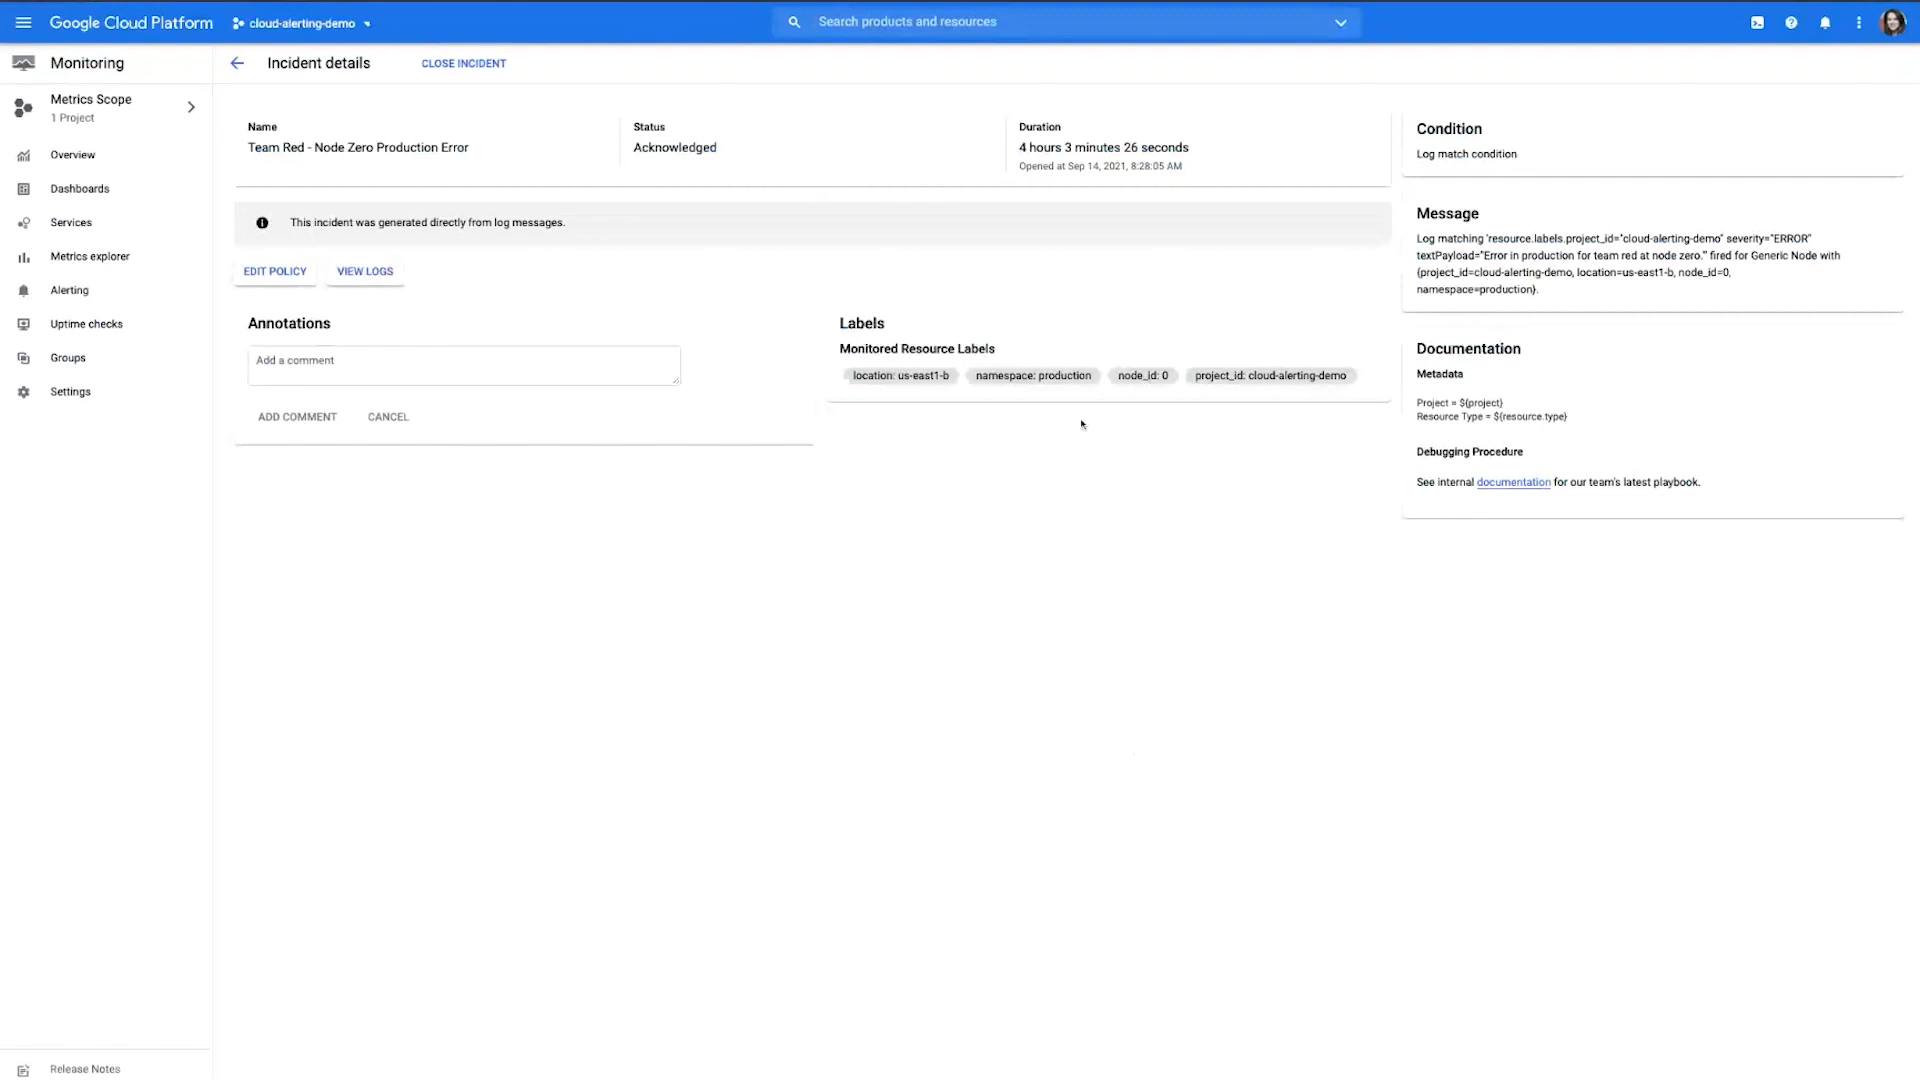 Google Cloud Platform
cloud-alerting-demo
Search products and resources
Monitoring
Incident details
CLOSE INCIDENT
Metrics Scope
1 Project
Overview
Dashboards
Services
Metrics explorer
Alerting
Uptime checks
Groups
Settings
Release Notes
Name
Team Red - Node Zero Production Error
Status
Acknowledged
Duration
4 hours 3 minutes 26 seconds
Opened at Sep 14, 2021, 8:28:05 AM
This incident was generated directly from log messages.
EDIT POLICY
VIEW LOGS
Annotations
Add a comment
ADD COMMENT
CANCEL
Labels
Monitored Resource Labels
location: us-east1-b
namespace: production
node_id: 0
project_id: cloud-alerting-demo
Condition
Log match condition
Message
Log matching 'resource.labels.project_id="cloud-alerting-demo" severity="ERROR"
textPayload="Error in production for team red at node zero." fired for Generic Node with
{project_id=cloud-alerting-demo, location=us-east1-b, node_id=0,
namespace=production}.
Documentation
Metadata
Project = ${project}
Resource Type = ${resource.type}
Debugging Procedure
See internal documentation for our team's latest playbook.